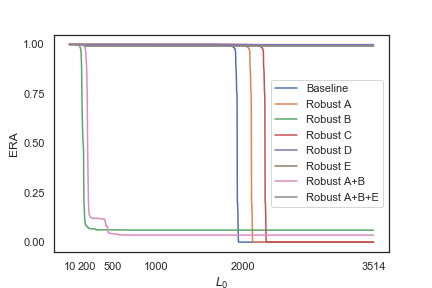 1.00
0.75
0.50
0.25
0.00
ERA
10 200 500 1000 2000 3514
L₀
Baseline
Robust A
Robust B
Robust C
Robust D
Robust E
Robust A+B
Robust A+B+E